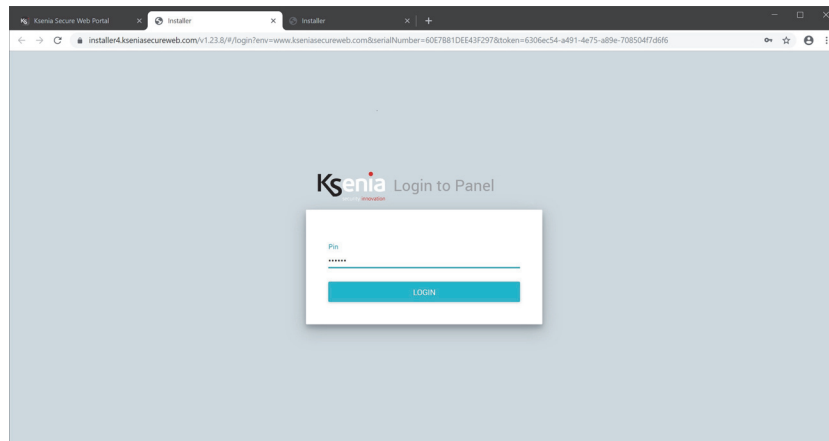 Ksenia Secure Web Portal
Installer
Installer
installer4.kseniasecureweb.com/v1.23.8/#/login?env=www.kseniasecureweb.com&serialNumber=60E7B81DEE43F297&token=6306ec54-a491-4e75-a89e-708504f7d6f6
Ksenia Login to Panel
innovation
Pin
••••••
LOGIN